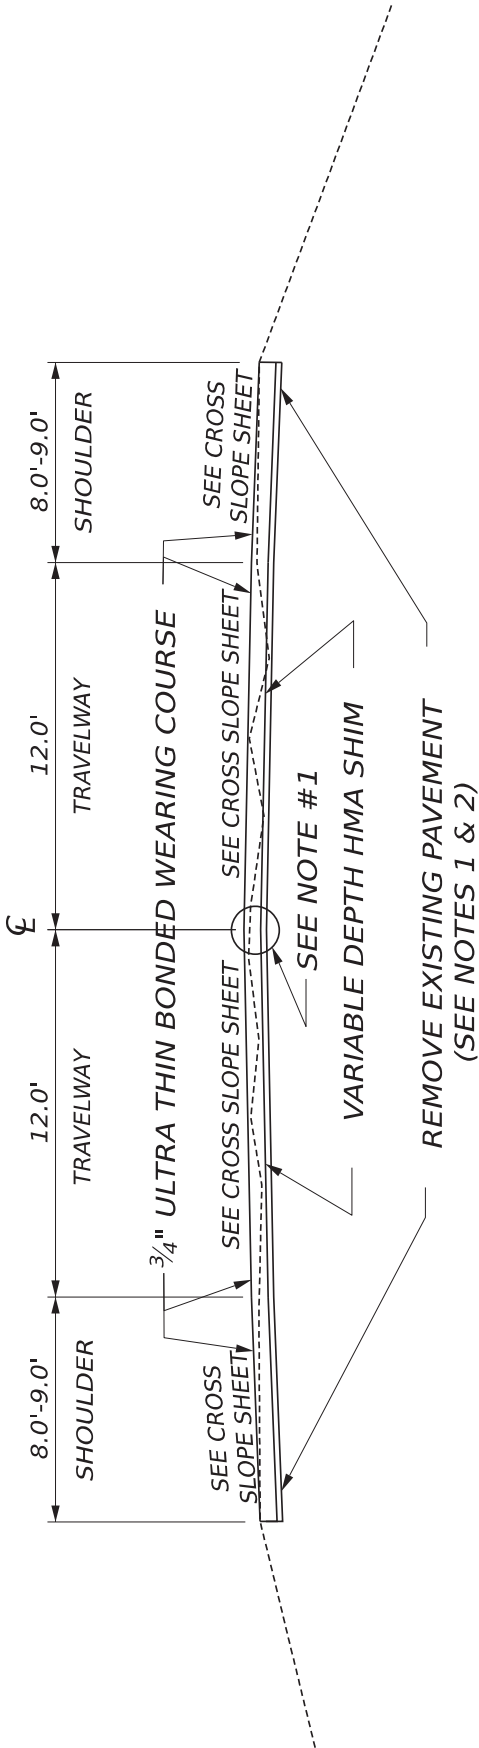 ℄
8.0'-9.0'
12.0'
12.0'
8.0'-9.0'
SHOULDER
TRAVELWAY
TRAVELWAY
SHOULDER
3/4" ULTRA THIN BONDED WEARING COURSE
SEE CROSS
SLOPE SHEET
SEE CROSS SLOPE SHEET
SEE CROSS SLOPE SHEET
SEE CROSS
SLOPE SHEET
SEE NOTE #1
VARIABLE DEPTH HMA SHIM
REMOVE EXISTING PAVEMENT
(SEE NOTES 1 & 2)